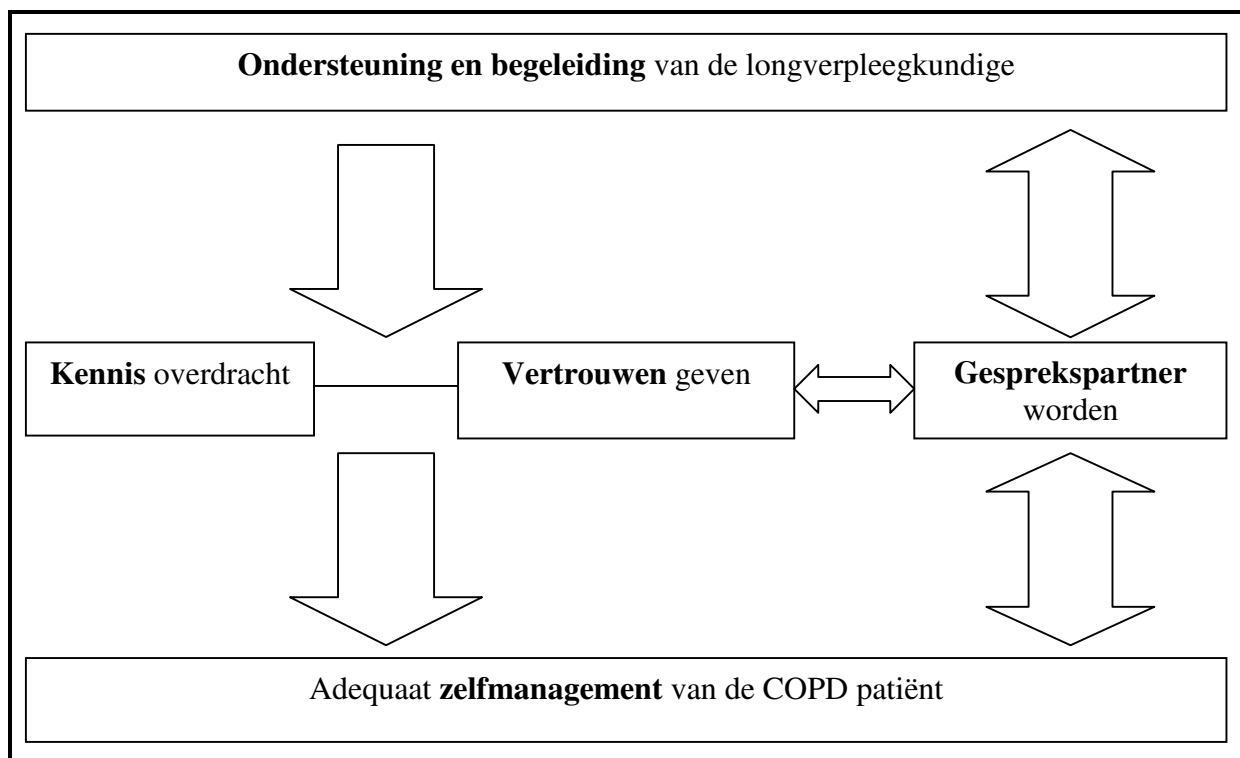 Ondersteuning en begeleiding van de longverpleegkundige
Kennis overdracht
Vertrouwen geven
Gesprekspartner
worden
Adequaat zelfmanagement van de COPD patiënt